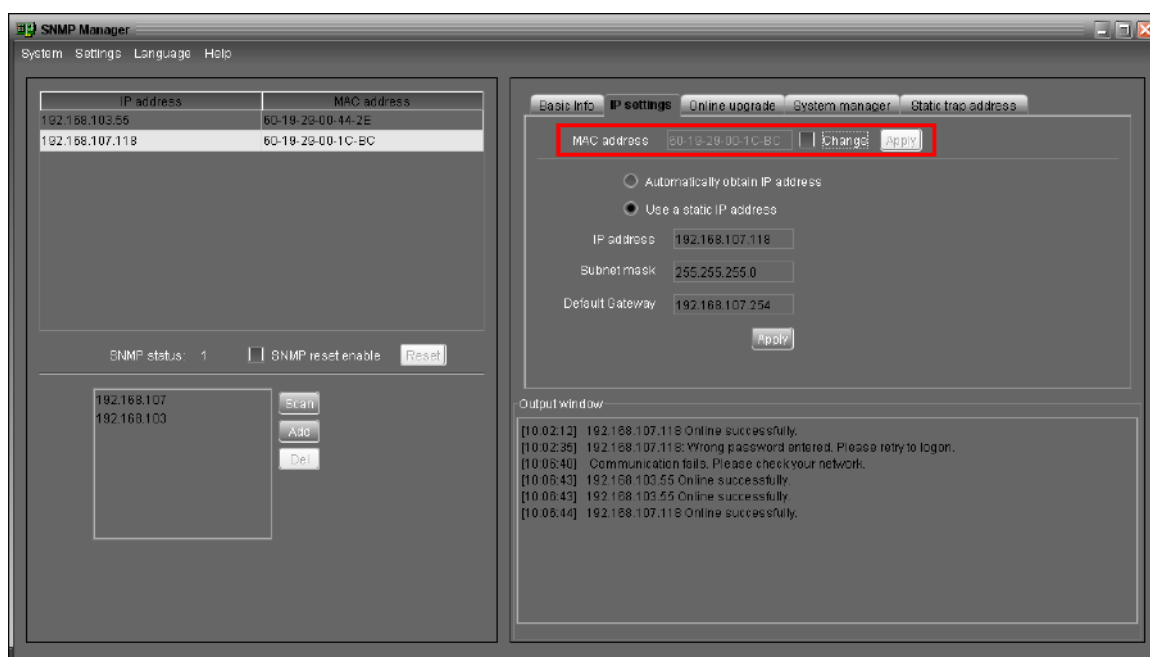 SNMP Manager
System Settings Language Help
IP address MAC address
192.168.103.55 60-19-29-00-44-2E
192.168.107.118 60-19-29-00-1C-BC
SNMP status: 1 SNMP reset enable Reset
192.168.107
192.168.103
Scan
Add
Del
Basic Info IP settings Online upgrade System manager Static trap address
MAC address 60-19-29-00-1C-BC Change Apply
Automatically obtain IP address
Use a static IP address
IP address 192.168.107.118
Subnet mask 255.255.255.0
Default Gateway 192.168.107.254
Apply
Output window
[10:02:12] 192.168.107.118 Online successfully.
[10:02:35] 192.168.107.118: Wrong password entered. Please retry to logon.
[10:06:40] Communication fails. Please check your network.
[10:06:43] 192.168.103.55 Online successfully.
[10:06:43] 192.168.103.55 Online successfully.
[10:06:44] 192.168.107.118 Online successfully.